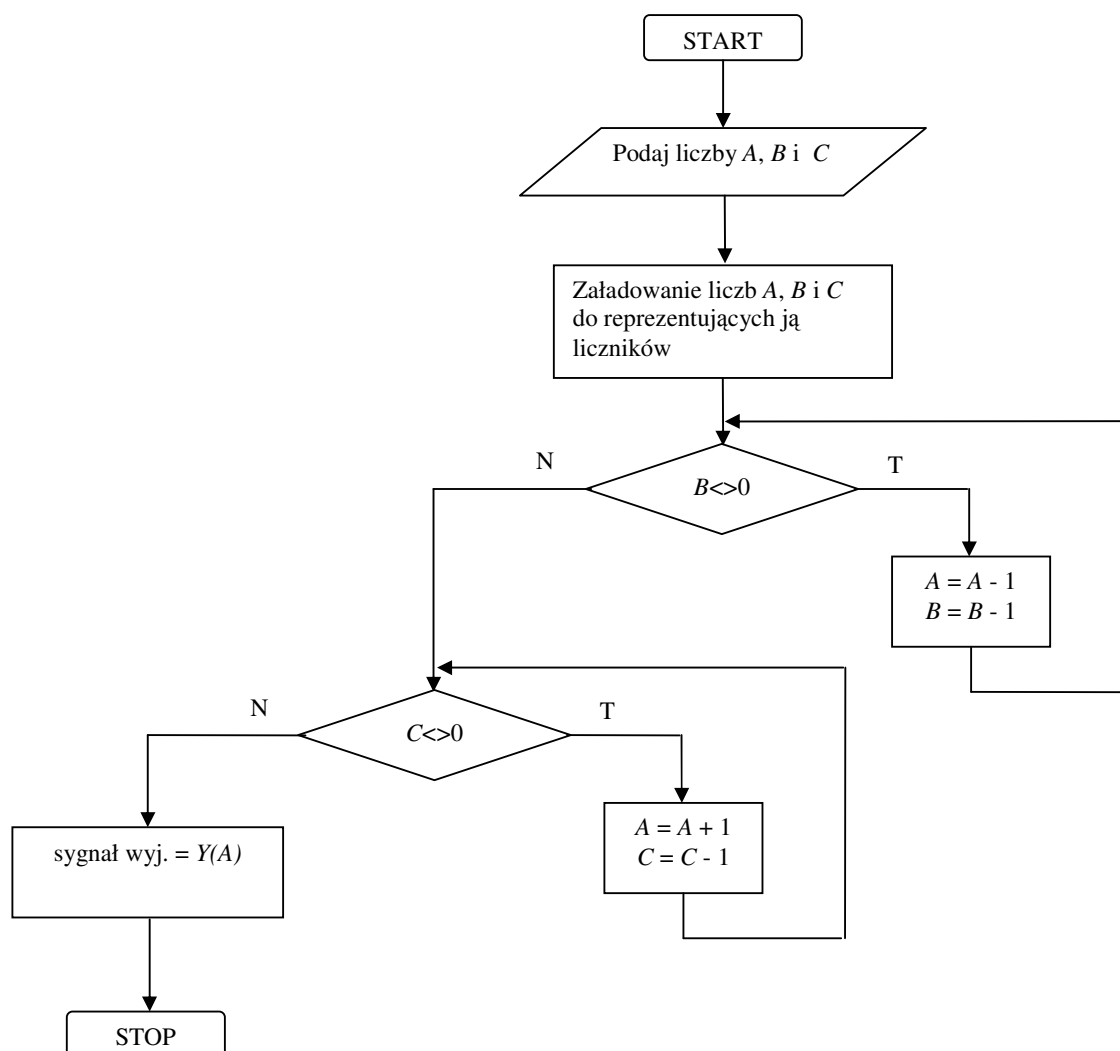 START
Podaj liczby A, B i C
Załadowanie liczb A, B i C
do reprezentujących ją
liczników
N
T
B<>0
A = A - 1
B = B - 1
N
T
C<>0
A = A + 1
C = C - 1
sygnał wyj. = Y(A)
STOP